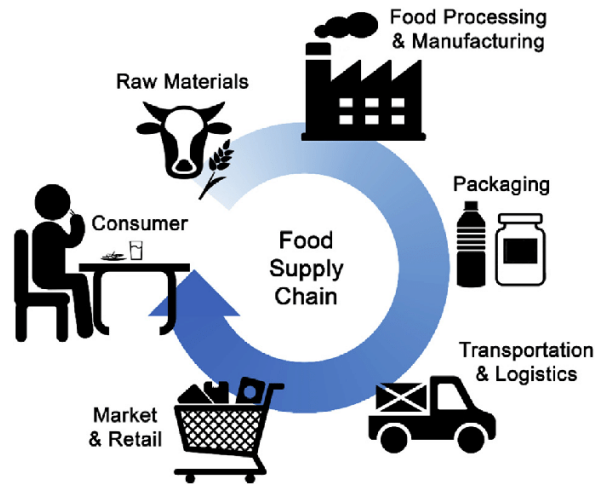 Food Processing
& Manufacturing
Raw Materials
Packaging
Consumer
Food
Supply
Chain
Transportation
& Logistics
Market
& Retail